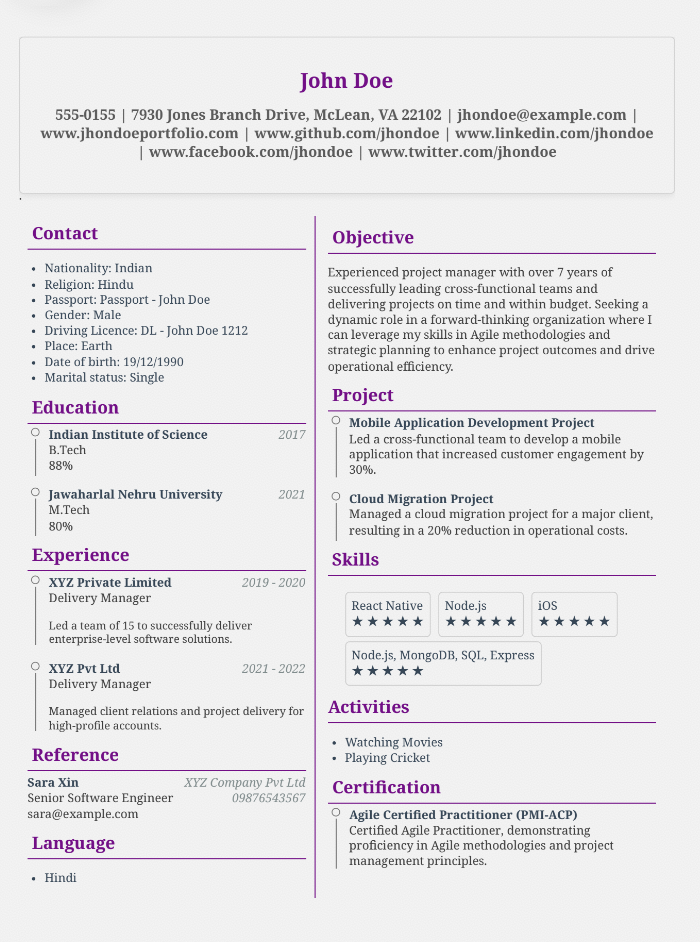 John Doe
555-0155 | 7930 Jones Branch Drive, McLean, VA 22102 | jhondoe@example.com |
www.jhondoeportfolio.com | www.github.com/jhondoe | www.linkedin.com/jhondoe
| www.facebook.com/jhondoe | www.twitter.com/jhondoe
.
Contact
• Nationality: Indian
• Religion: Hindu
• Passport: Passport - John Doe
• Gender: Male
• Driving Licence: DL - John Doe 1212
• Place: Earth
• Date of birth: 19/12/1990
• Marital status: Single
Education
Indian Institute of Science 2017
B.Tech
88%
Jawaharlal Nehru University 2021
M.Tech
80%
Experience
XYZ Private Limited 2019 - 2020
Delivery Manager
Led a team of 15 to successfully deliver
enterprise-level software solutions.
XYZ Pvt Ltd 2021 - 2022
Delivery Manager
Managed client relations and project delivery for
high-profile accounts.
Reference
Sara Xin XYZ Company Pvt Ltd
Senior Software Engineer 09876543567
sara@example.com
Language
• Hindi
Objective
Experienced project manager with over 7 years of
successfully leading cross-functional teams and
delivering projects on time and within budget. Seeking a
dynamic role in a forward-thinking organization where I
can leverage my skills in Agile methodologies and
strategic planning to enhance project outcomes and drive
operational efficiency.
Project
Mobile Application Development Project
Led a cross-functional team to develop a mobile
application that increased customer engagement by
30%.
Cloud Migration Project
Managed a cloud migration project for a major client,
resulting in a 20% reduction in operational costs.
Skills
React Native Node.js iOS
★★★★★ ★★★★★ ★★★★★
Node.js, MongoDB, SQL, Express
★★★★★
Activities
• Watching Movies
• Playing Cricket
Certification
Agile Certified Practitioner (PMI-ACP)
Certified Agile Practitioner, demonstrating
proficiency in Agile methodologies and project
management principles.